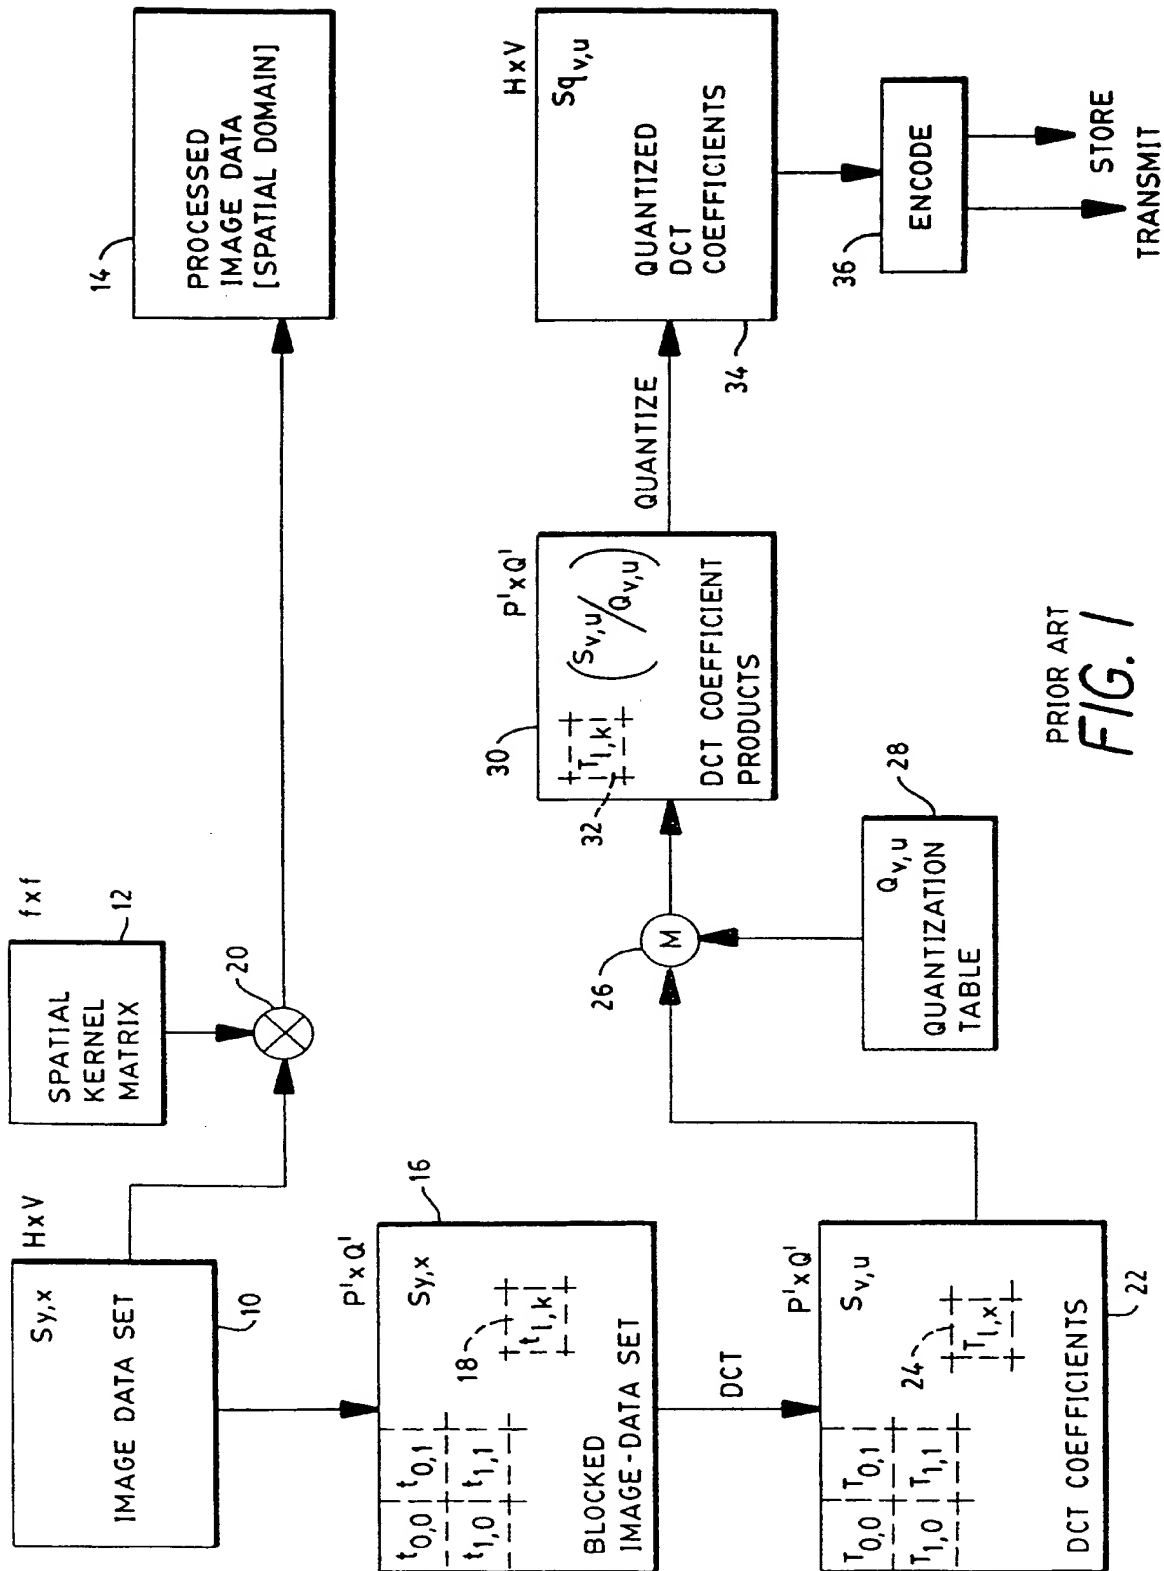 HxV
Sy,x
IMAGE DATA SET
10
fxf
SPATIAL
KERNEL
MATRIX
12
20
14
PROCESSED
IMAGE DATA
[SPATIAL DOMAIN]
P'xQ'
16
Sy,x
t0,0 t0,1
t1,0 t1,1
18
tl,k
BLOCKED
IMAGE-DATA SET
DCT
P'xQ'
Sv,u
T0,0 T0,1
T1,0 T1,1
24
Tl,x
DCT COEFFICIENTS
22
26
M
Qv,u
QUANTIZATION
TABLE
28
P'xQ'
30
Tl,k
32
(Sv,u/Qv,u)
DCT COEFFICIENT
PRODUCTS
QUANTIZE
HxV
Sqv,u
QUANTIZED
DCT
COEFFICIENTS
34
36
ENCODE
STORE
TRANSMIT
PRIOR ART
FIG. 1